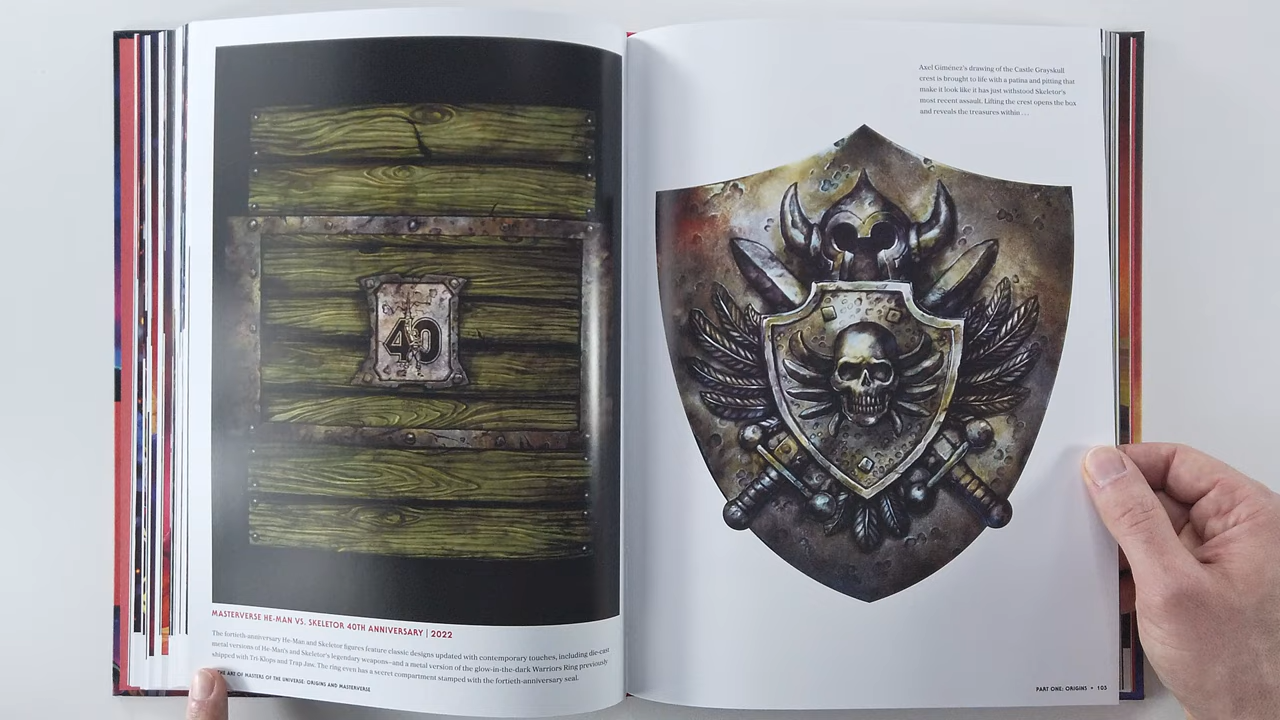 40
MASTERVERSE HE-MAN VS. SKELETOR 40TH ANNIVERSARY | 2022
The fortieth-anniversary He-Man and Skeletor figures feature classic designs updated with contemporary touches, including die-cast
metal versions of He-Man's and Skeletor's legendary weapons—and a metal version of the glow-in-the-dark Warriors Ring previously
shipped with Tri-Klops and Trap Jaw. The ring even has a secret compartment stamped with the fortieth-anniversary seal.
ART OF MASTERS OF THE UNIVERSE: ORIGINS AND MASTERVERSE
Axel Giménez's drawing of the Castle Grayskull
crest is brought to life with a patina and pitting that
make it look like it has just withstood Skeletor's
most recent assault. Lifting the crest opens the box
and reveals the treasures within . . .
PART ONE: ORIGINS • 103